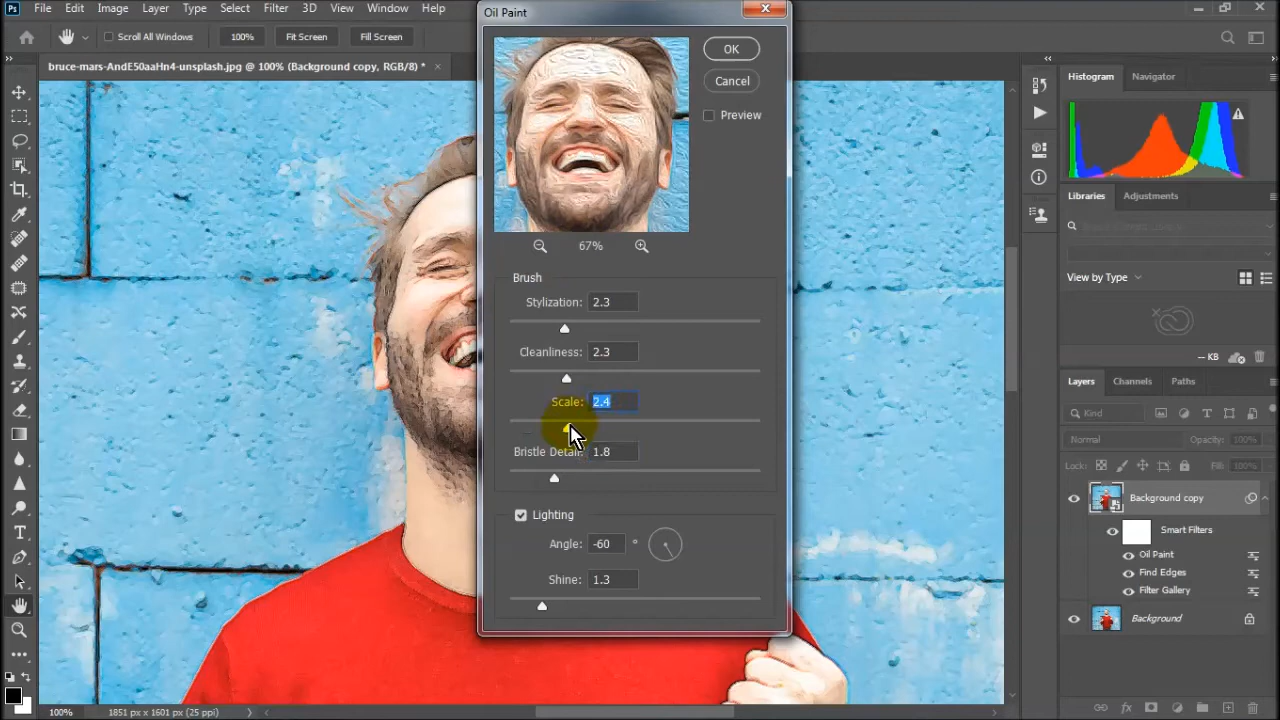 Ps File Edit Image Layer Type Select Filter 3D View Window Help
Scroll All Windows 100% Fit Screen Fill Screen
bruce-mars-AndE50aaHn4-unsplash.jpg @ 100% (Background copy, RGB/8) * ×
Oil Paint
OK
Cancel
Preview
67%
Brush
Stylization: 2.3
Cleanliness: 2.3
Scale: 2.4
Bristle Detail: 1.8
Lighting
Angle: -60 °
Shine: 1.3
Histogram Navigator
Libraries Adjustments
View by Type
-- KB
Layers Channels Paths
Kind
Normal Opacity: 100%
Lock: Fill: 100%
Background copy
Smart Filters
Oil Paint
Find Edges
Filter Gallery
Background
100% 1851 px x 1601 px (25 ppi)